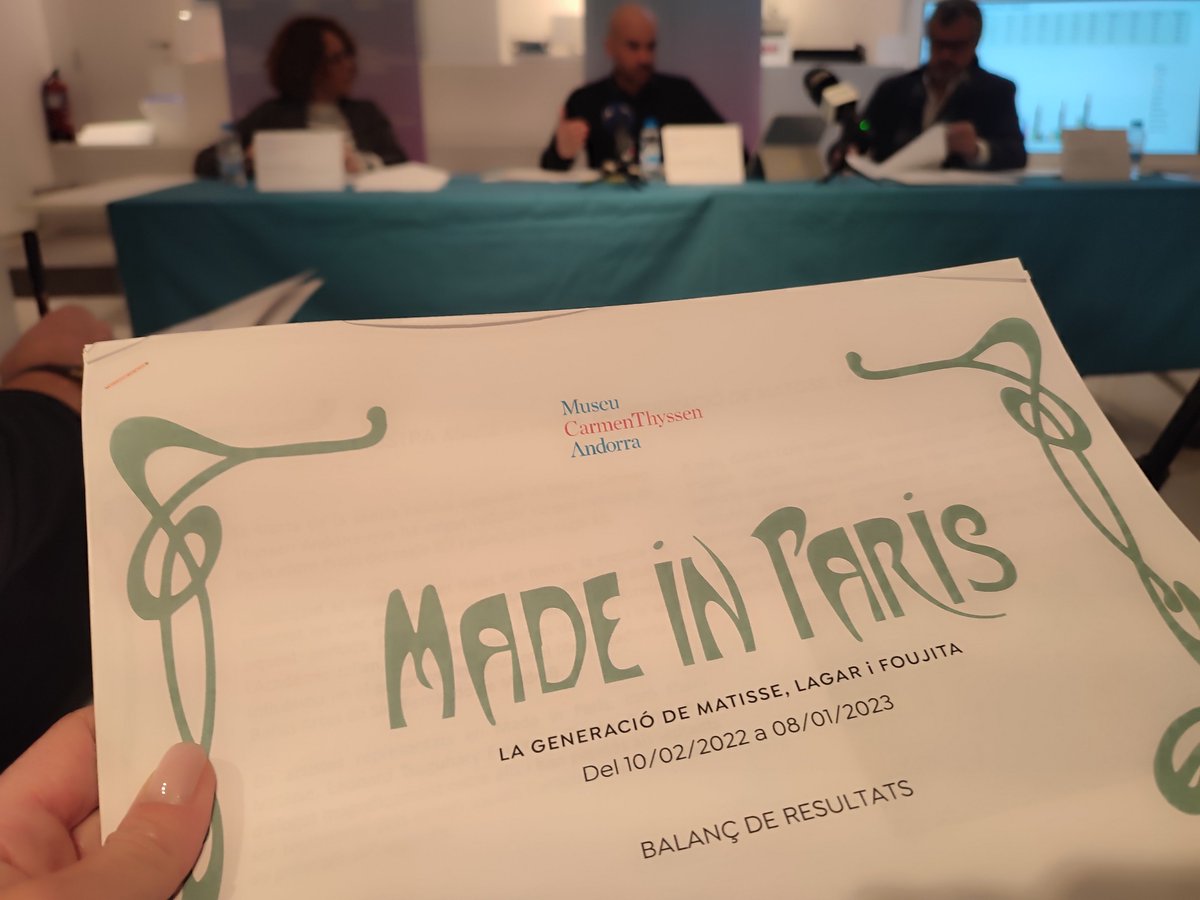 Museu
CarmenThyssen
Andorra
MADE iN PARiS
LA GENERACIÓ DE MATISSE, LAGAR i FOUJITA
Del 10/02/2022 a 08/01/2023
BALANÇ DE RESULTATS